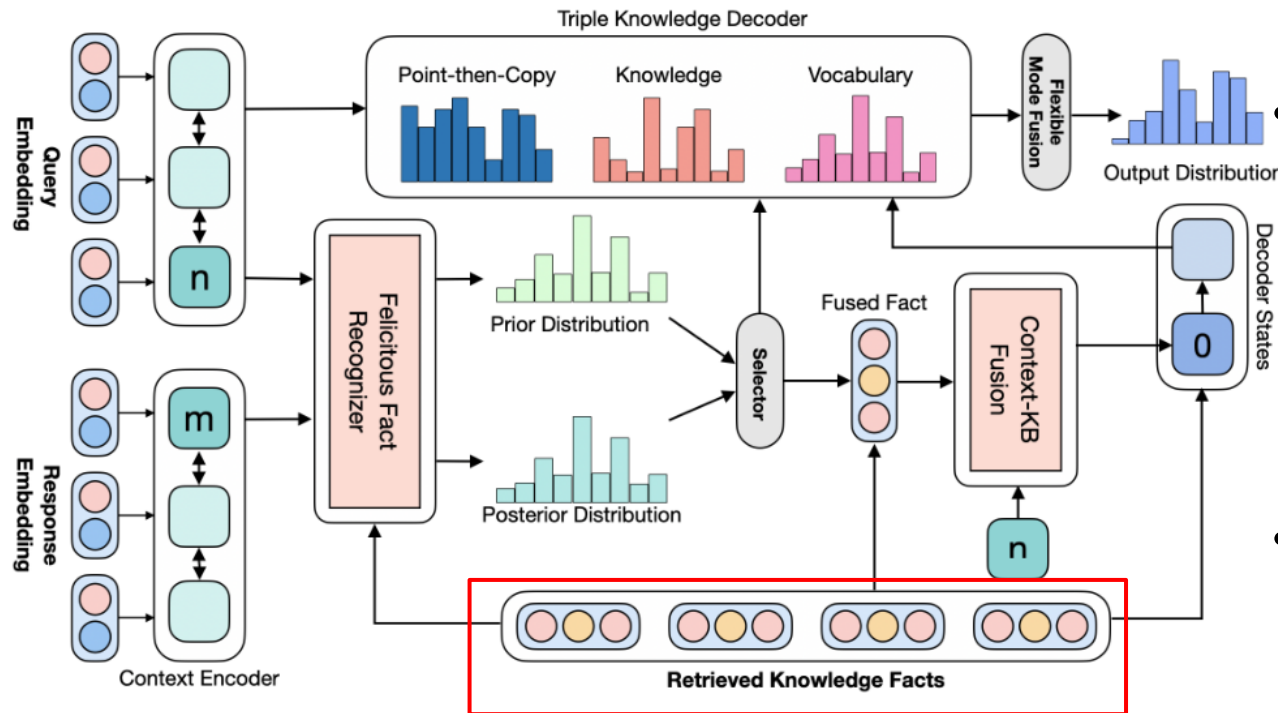 Triple Knowledge Decoder
Point-then-Copy
Knowledge
Vocabulary
Flexible
Mode Fusion
Output Distribution
Query
Embedding
n
Felicitous Fact
Recognizer
Prior Distribution
Posterior Distribution
Selector
Fused Fact
Context-KB
Fusion
Decoder States
0
n
Response
Embedding
m
Context Encoder
Retrieved Knowledge Facts